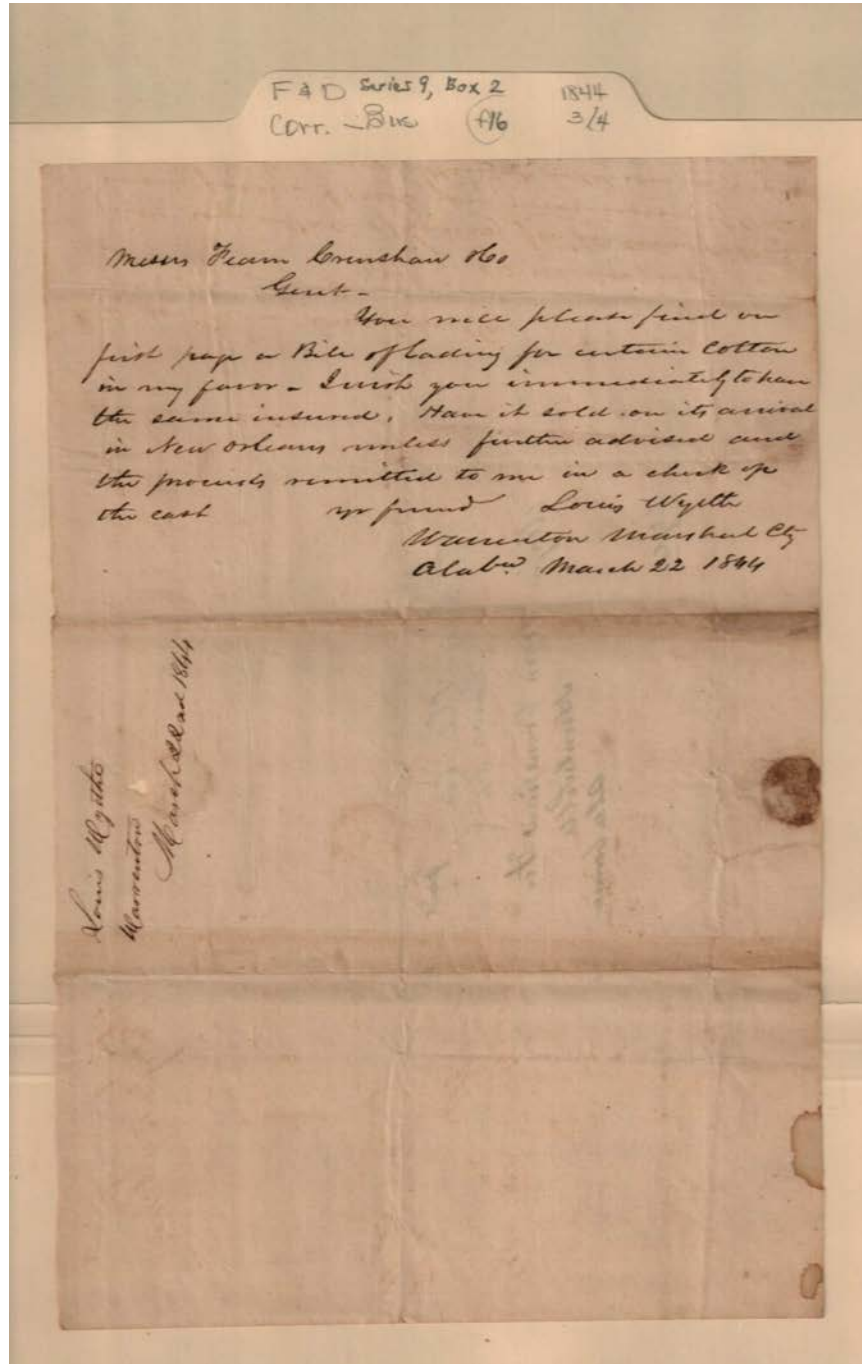 F & D Series 9, Box 2 1844
Corr. - Bus f16 3/4
Messrs Fearn Crenshaw & Co
Gent -
You will please find on
first page a Bill of Lading for certain Cotton
in my favor - I wish you immediately to have
the same insured. Have it sold on its arrival
in New Orleans unless further advised and
the proceeds remitted to me in a check op
the east yr friend Louis Wyeth
Warrenton Marshal Cty
Alaba March 22 1844
Louis Wythe
Warrenton
March 22nd 1844